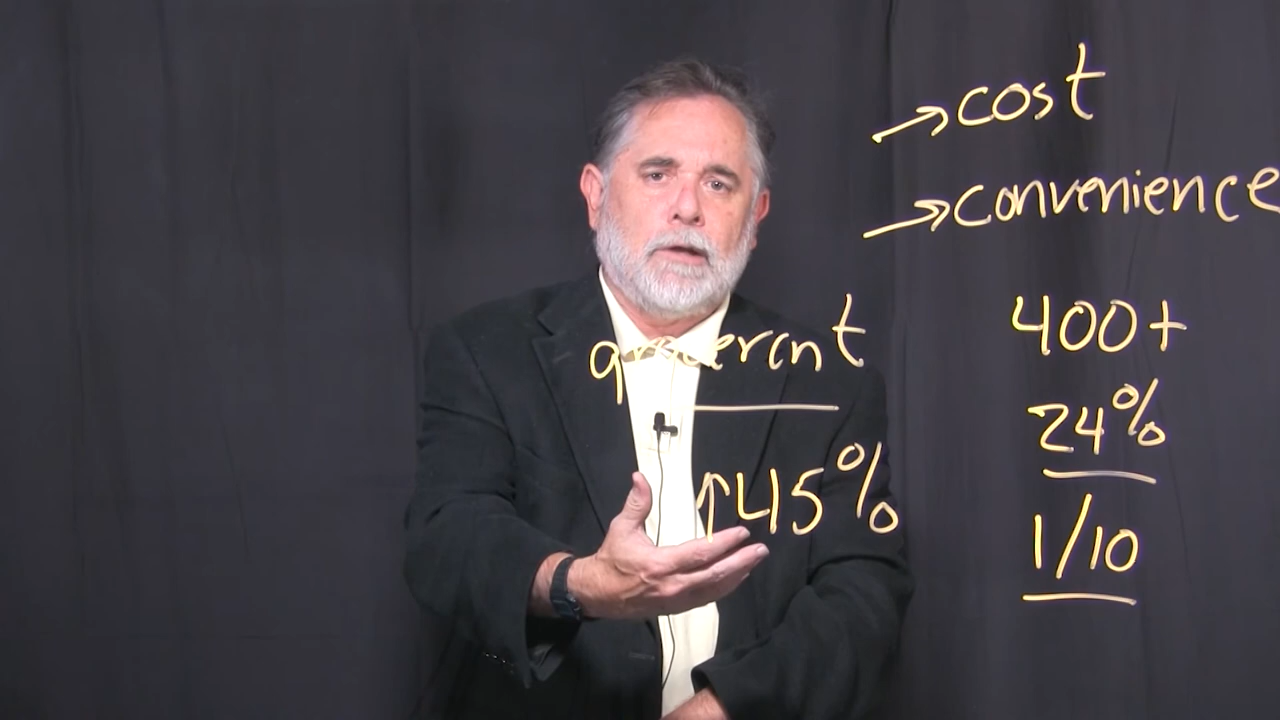 →cost
→convenience
400+
24%
1/10
↑45%